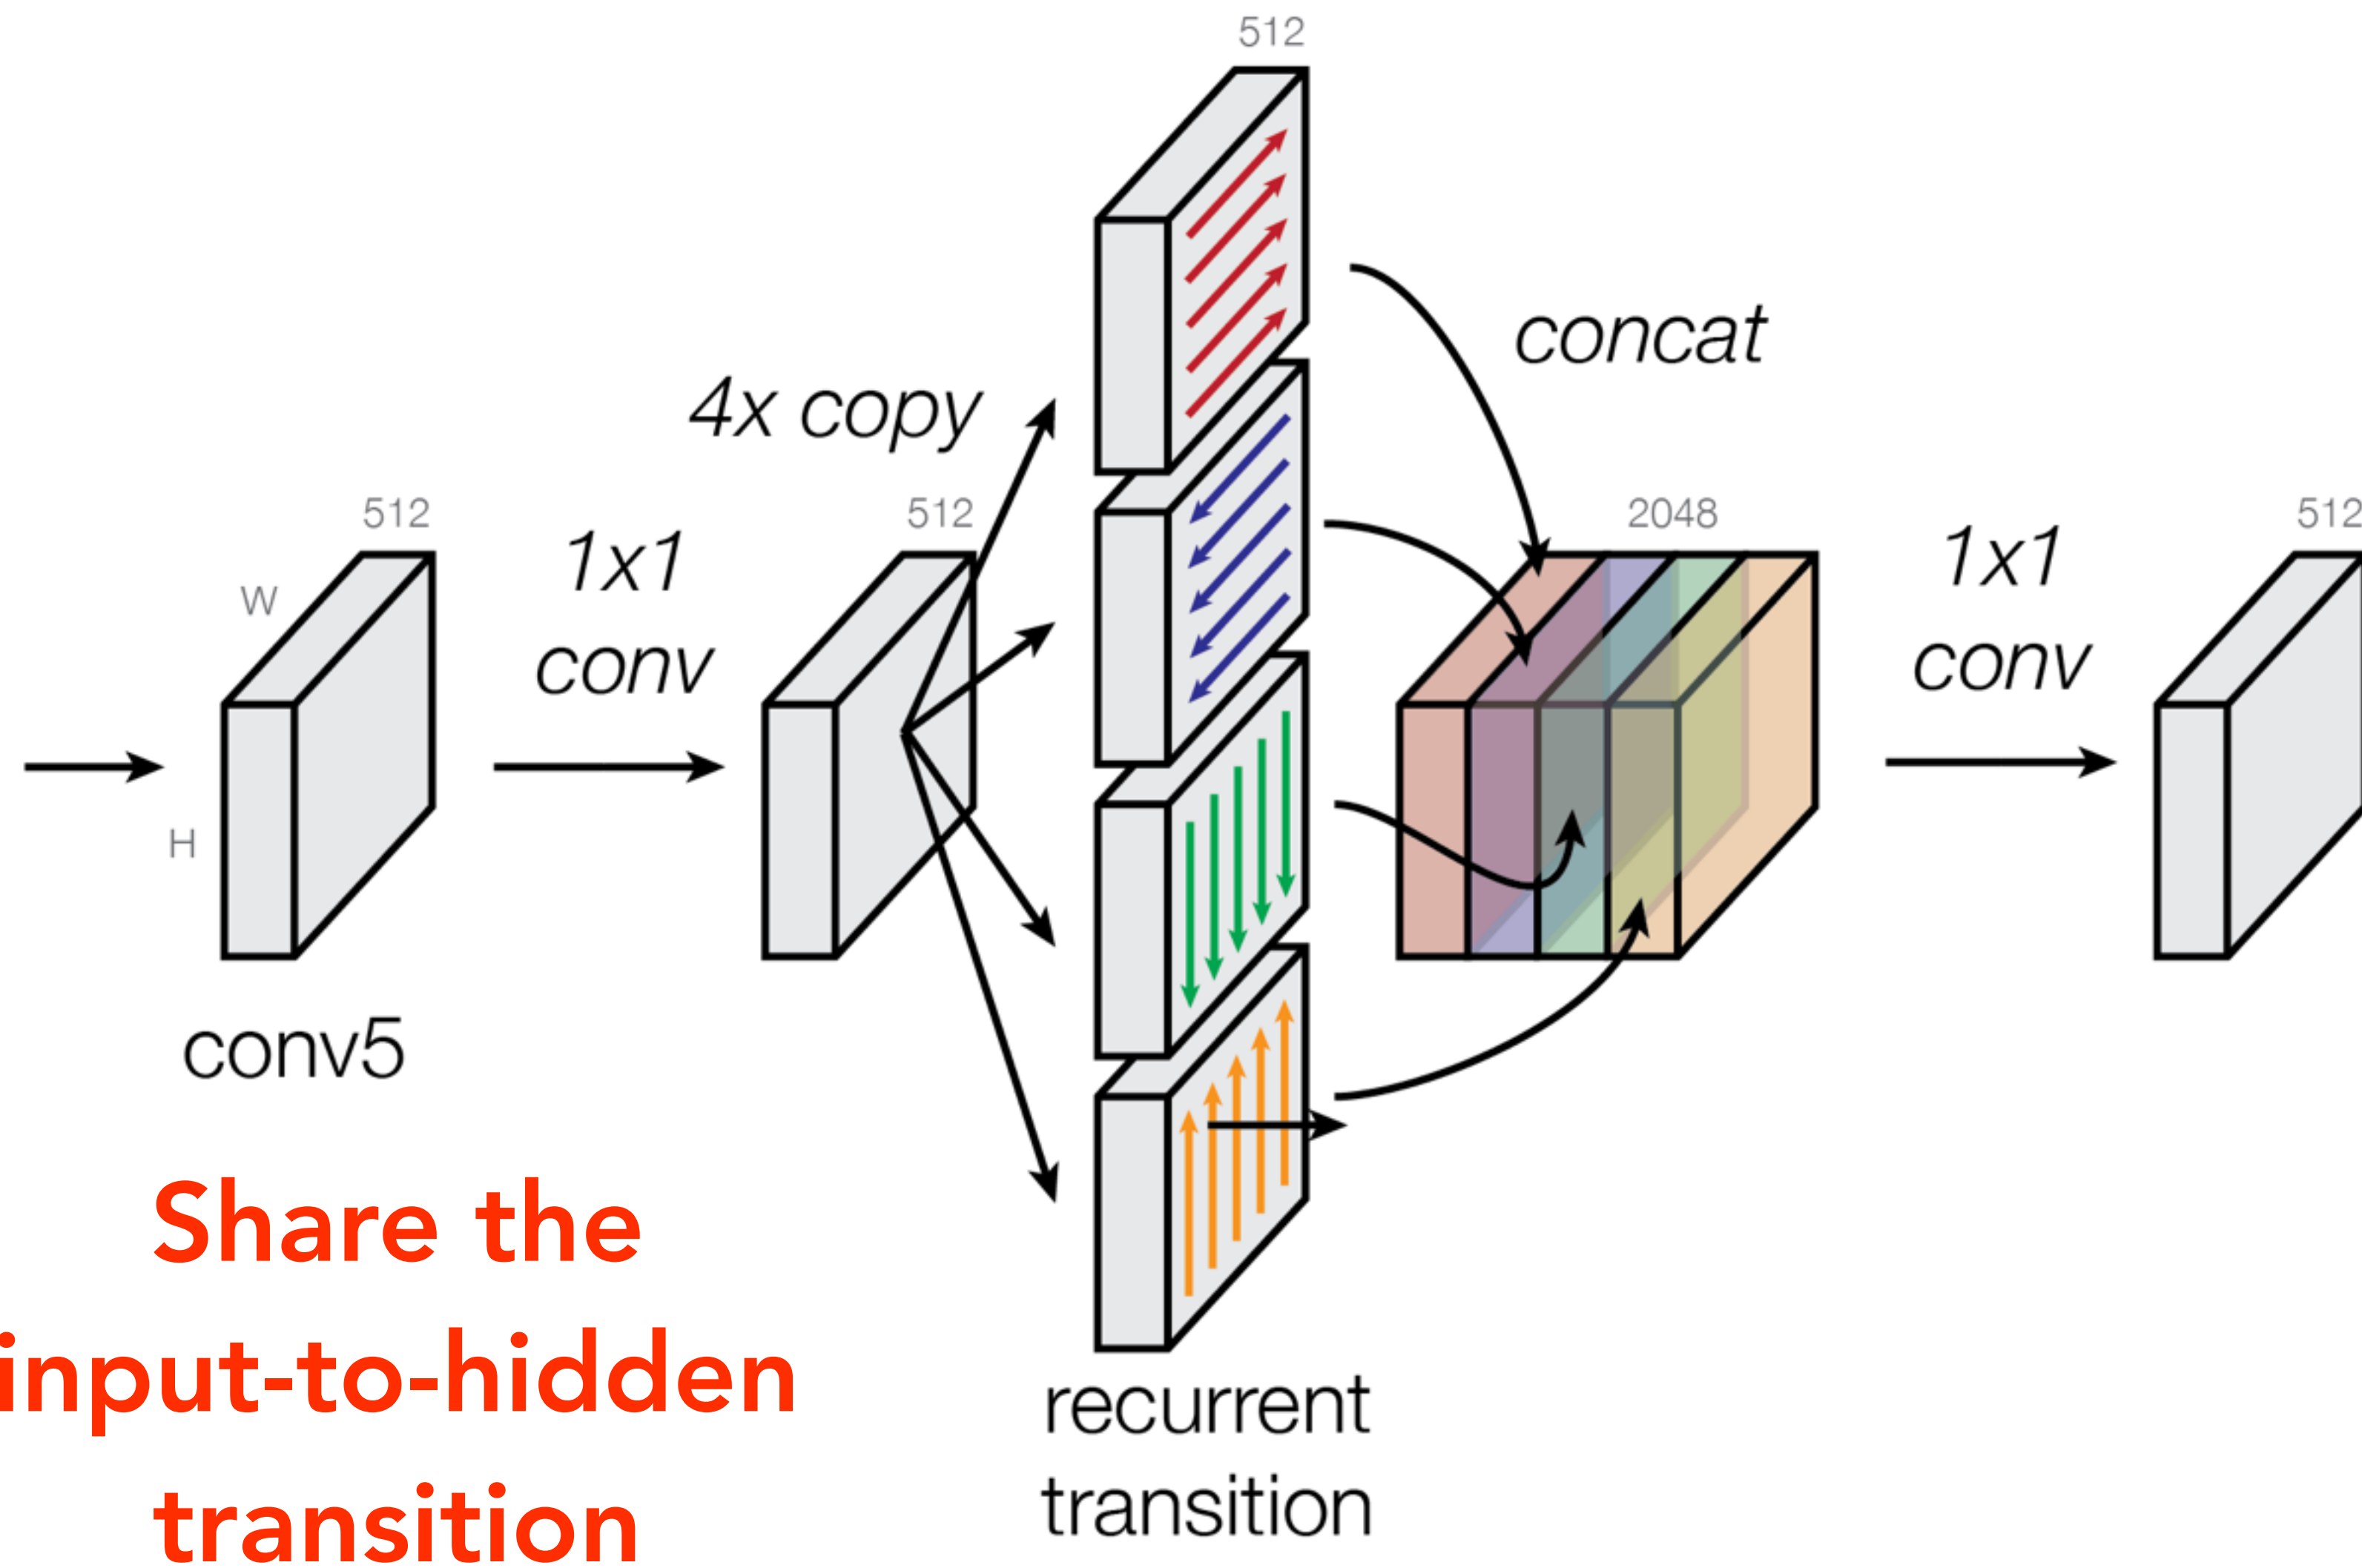 512
concat
4x copy
512
1x1
conv
512
2048
1x1
conv
512
W
H
conv5
Share the
input-to-hidden
transition
recurrent
transition